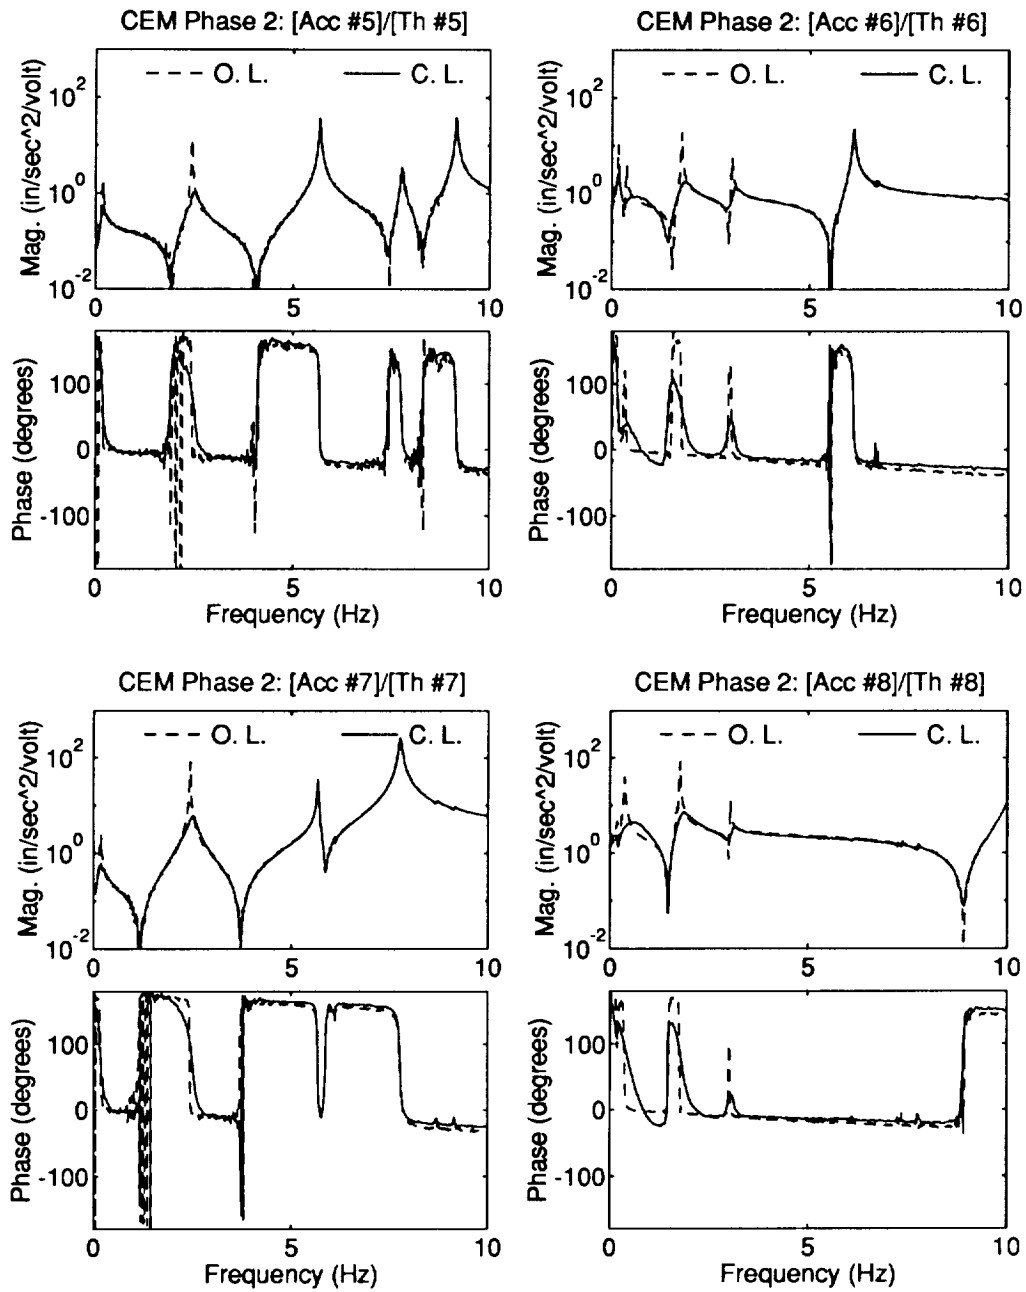 CEM Phase 2: [Acc #5]/[Th #5]
O. L.
C. L.
Mag. (in/sec^2/volt)
10^2
10^0
10^-2
0
5
10
Phase (degrees)
100
0
-100
0
5
10
Frequency (Hz)
CEM Phase 2: [Acc #6]/[Th #6]
O. L.
C. L.
Mag. (in/sec^2/volt)
10^2
10^0
10^-2
0
5
10
Phase (degrees)
100
0
-100
0
5
10
Frequency (Hz)
CEM Phase 2: [Acc #7]/[Th #7]
O. L.
C. L.
Mag. (in/sec^2/volt)
10^2
10^0
10^-2
0
5
10
Phase (degrees)
100
0
-100
0
5
10
Frequency (Hz)
CEM Phase 2: [Acc #8]/[Th #8]
O. L.
C. L.
Mag. (in/sec^2/volt)
10^2
10^0
10^-2
0
5
10
Phase (degrees)
100
0
-100
0
5
10
Frequency (Hz)